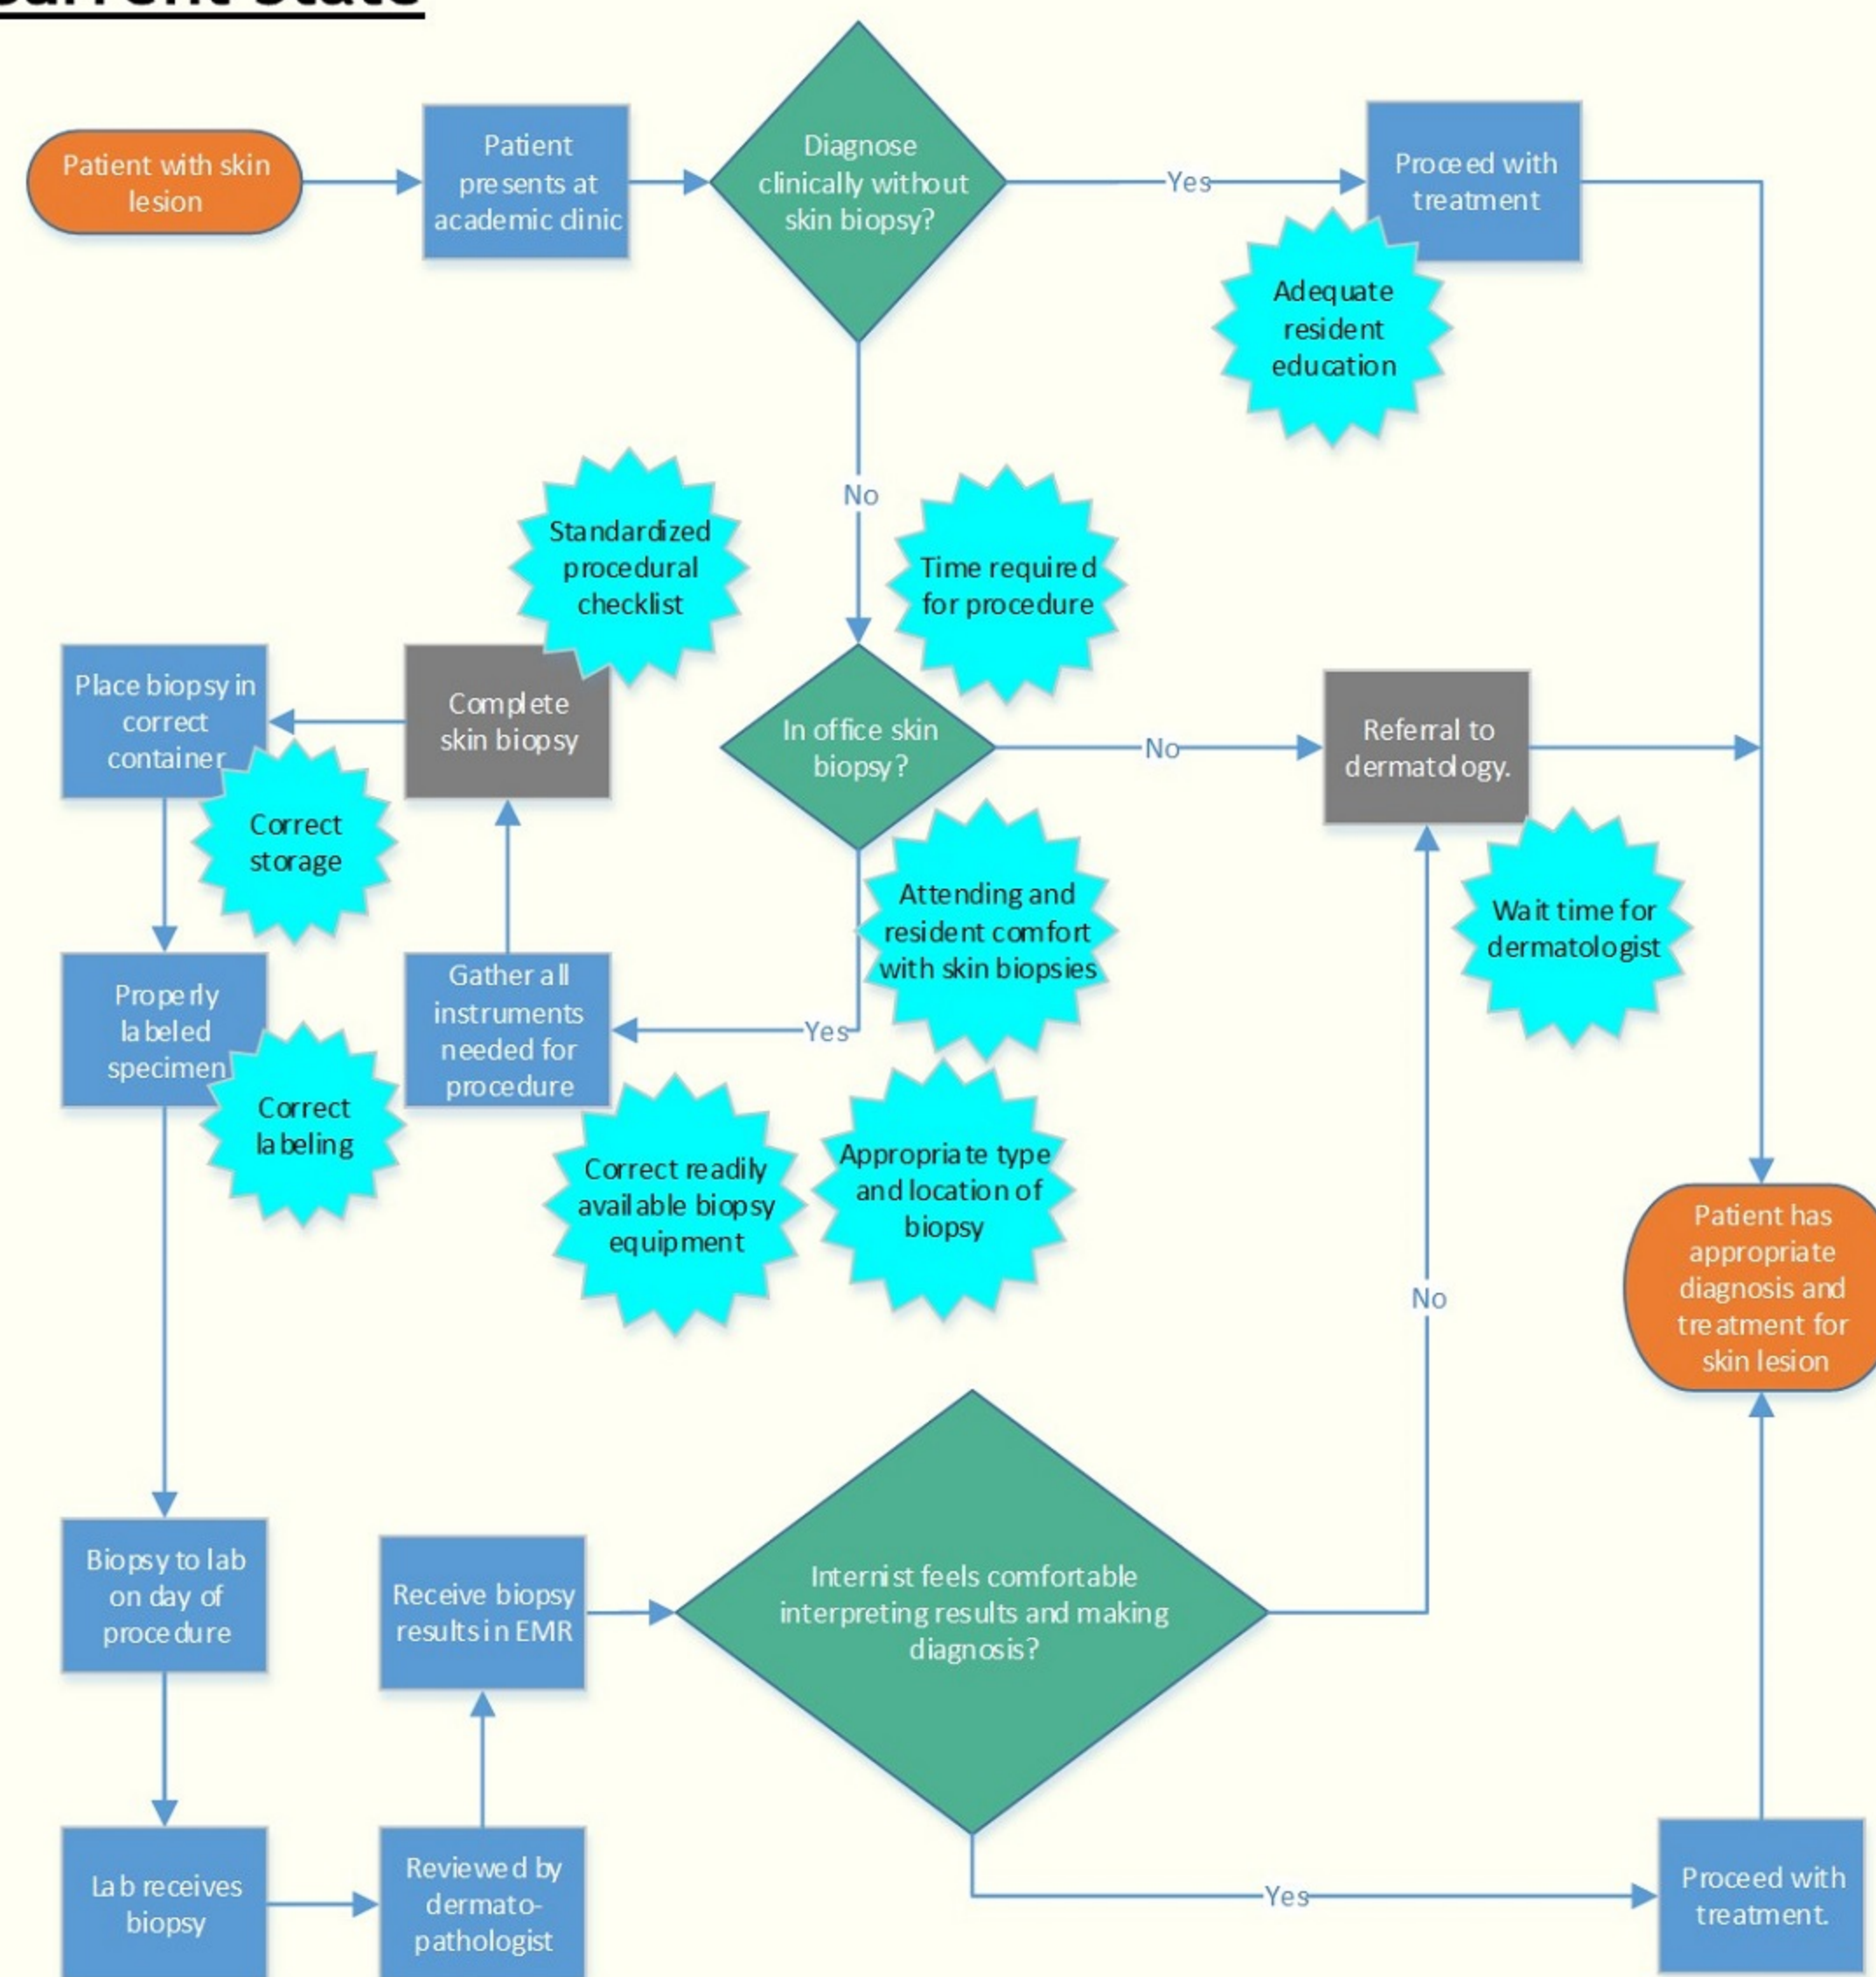 Current State
Patient with skin
lesion
Patient
presents at
academic clinic
Diagnose
clinically without
skin biopsy?
Yes
Proceed with
treatment
Adequate
resident
education
No
Standardized
procedural
checklist
Time required
for procedure
Place biopsy in
correct
container
Complete
skin biopsy
In office skin
biopsy?
No
Referral to
dermatology.
Correct
storage
Attending and
resident comfort
with skin biopsies
Wait time for
dermatologist
Properly
labeled
specimen
Gather all
instruments
needed for
procedure
Yes
Correct
labeling
Correct readily
available biopsy
equipment
Appropriate type
and location of
biopsy
No
Patient has
appropriate
diagnosis and
treatment for
skin lesion
Biopsy to lab
on day of
procedure
Receive biopsy
results in EMR
Internist feels comfortable
interpreting results and making
diagnosis?
Lab receives
biopsy
Reviewed by
dermato-
pathologist
Yes
Proceed with
treatment.